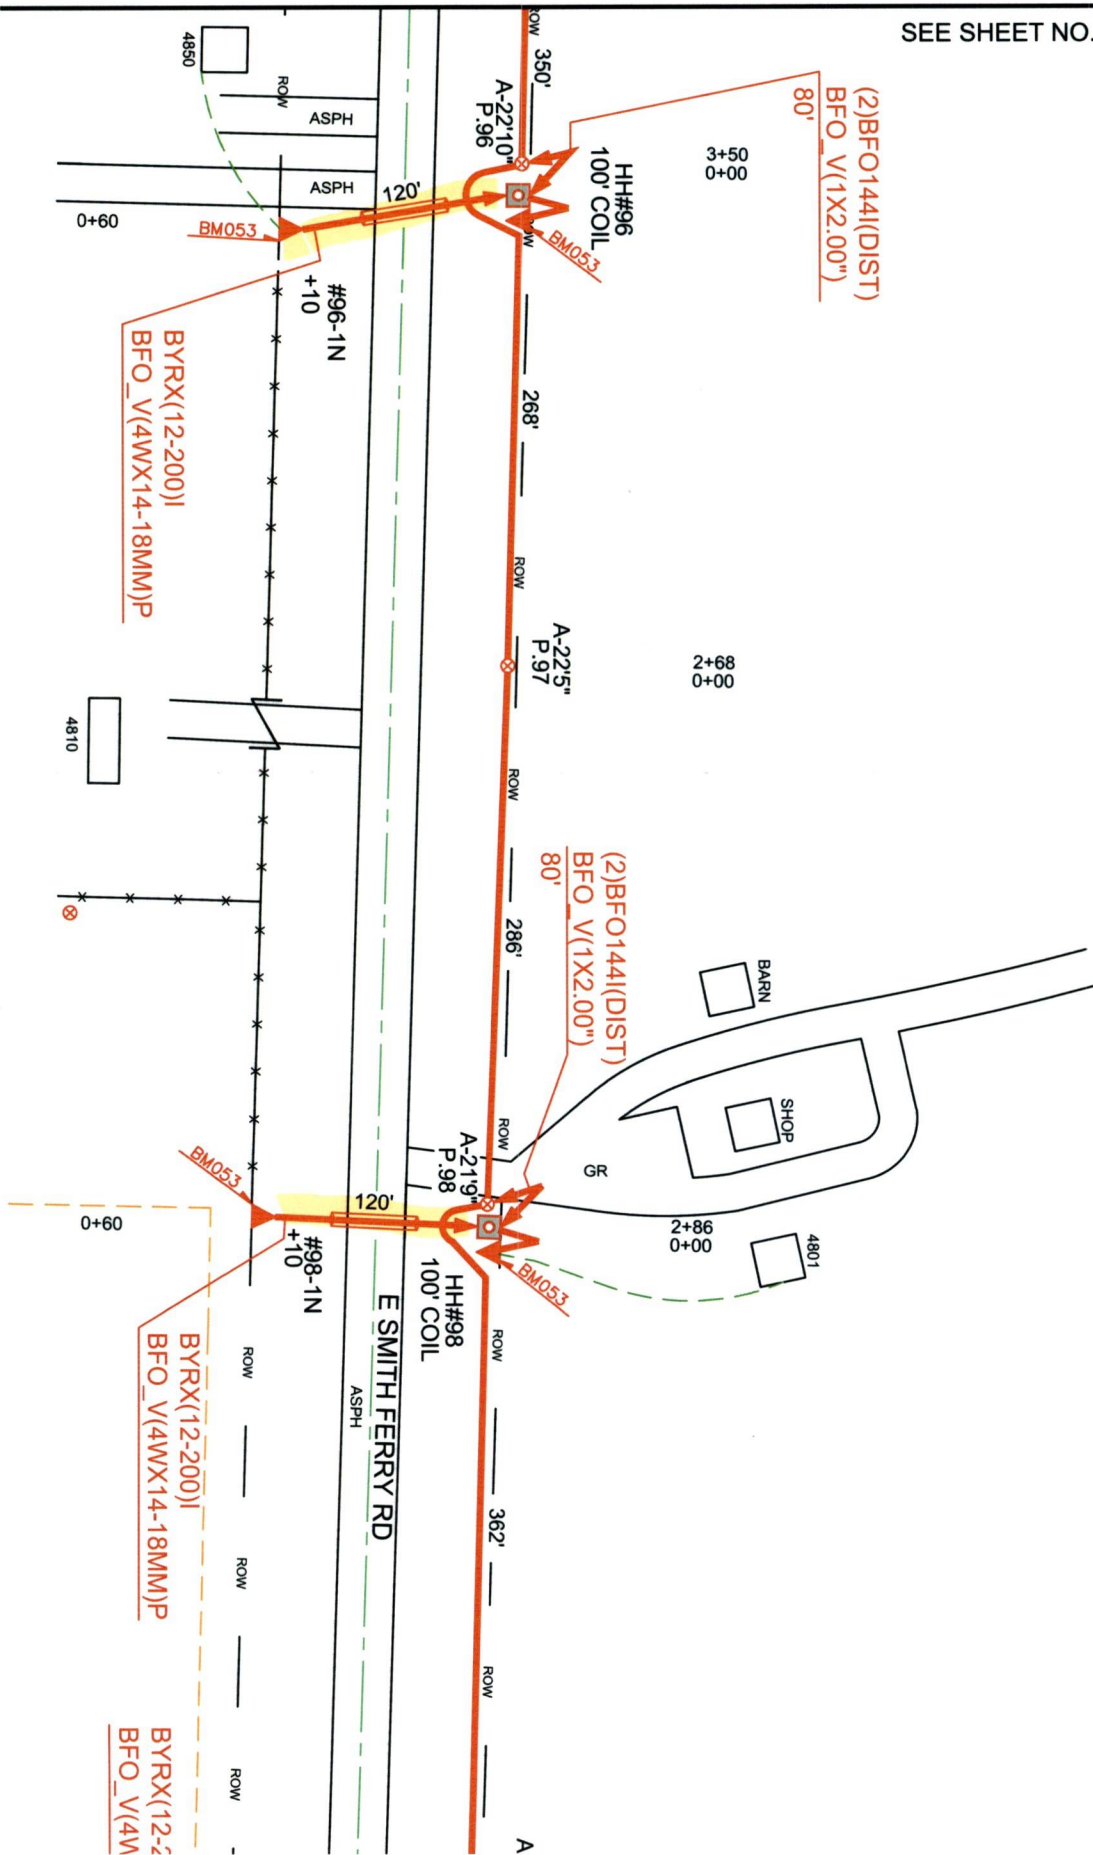 SEE SHEET NO.
4850
ROW
ASPH
ASPH
0+60
BM053
120'
ROW
350'
A-22'10"
P.96
HH#96
100' COIL
ROW
BM053
3+50
0+00
(2)BFO144I(DIST)
BFO_V(1X2.00")
80'
#96-1N
+10
BYRX(12-200)I
BFO_V(4WX14-18MM)P
268'
ROW
A-22'5"
P.97
2+68
0+00
4810
ROW
286'
(2)BFO144I(DIST)
BFO_V(1X2.00")
80'
BARN
SHOP
GR
ROW
A-21'9"
P.98
2+86
0+00
4801
BM053
120'
0+60
#98-1N
+10
HH#98
100' COIL
BM053
E SMITH FERRY RD
ASPH
ROW
ROW
362'
BYRX(12-200)I
BFO_V(4WX14-18MM)P
ROW
ROW
ROW
BYRX(12-2
BFO_V(4W
A